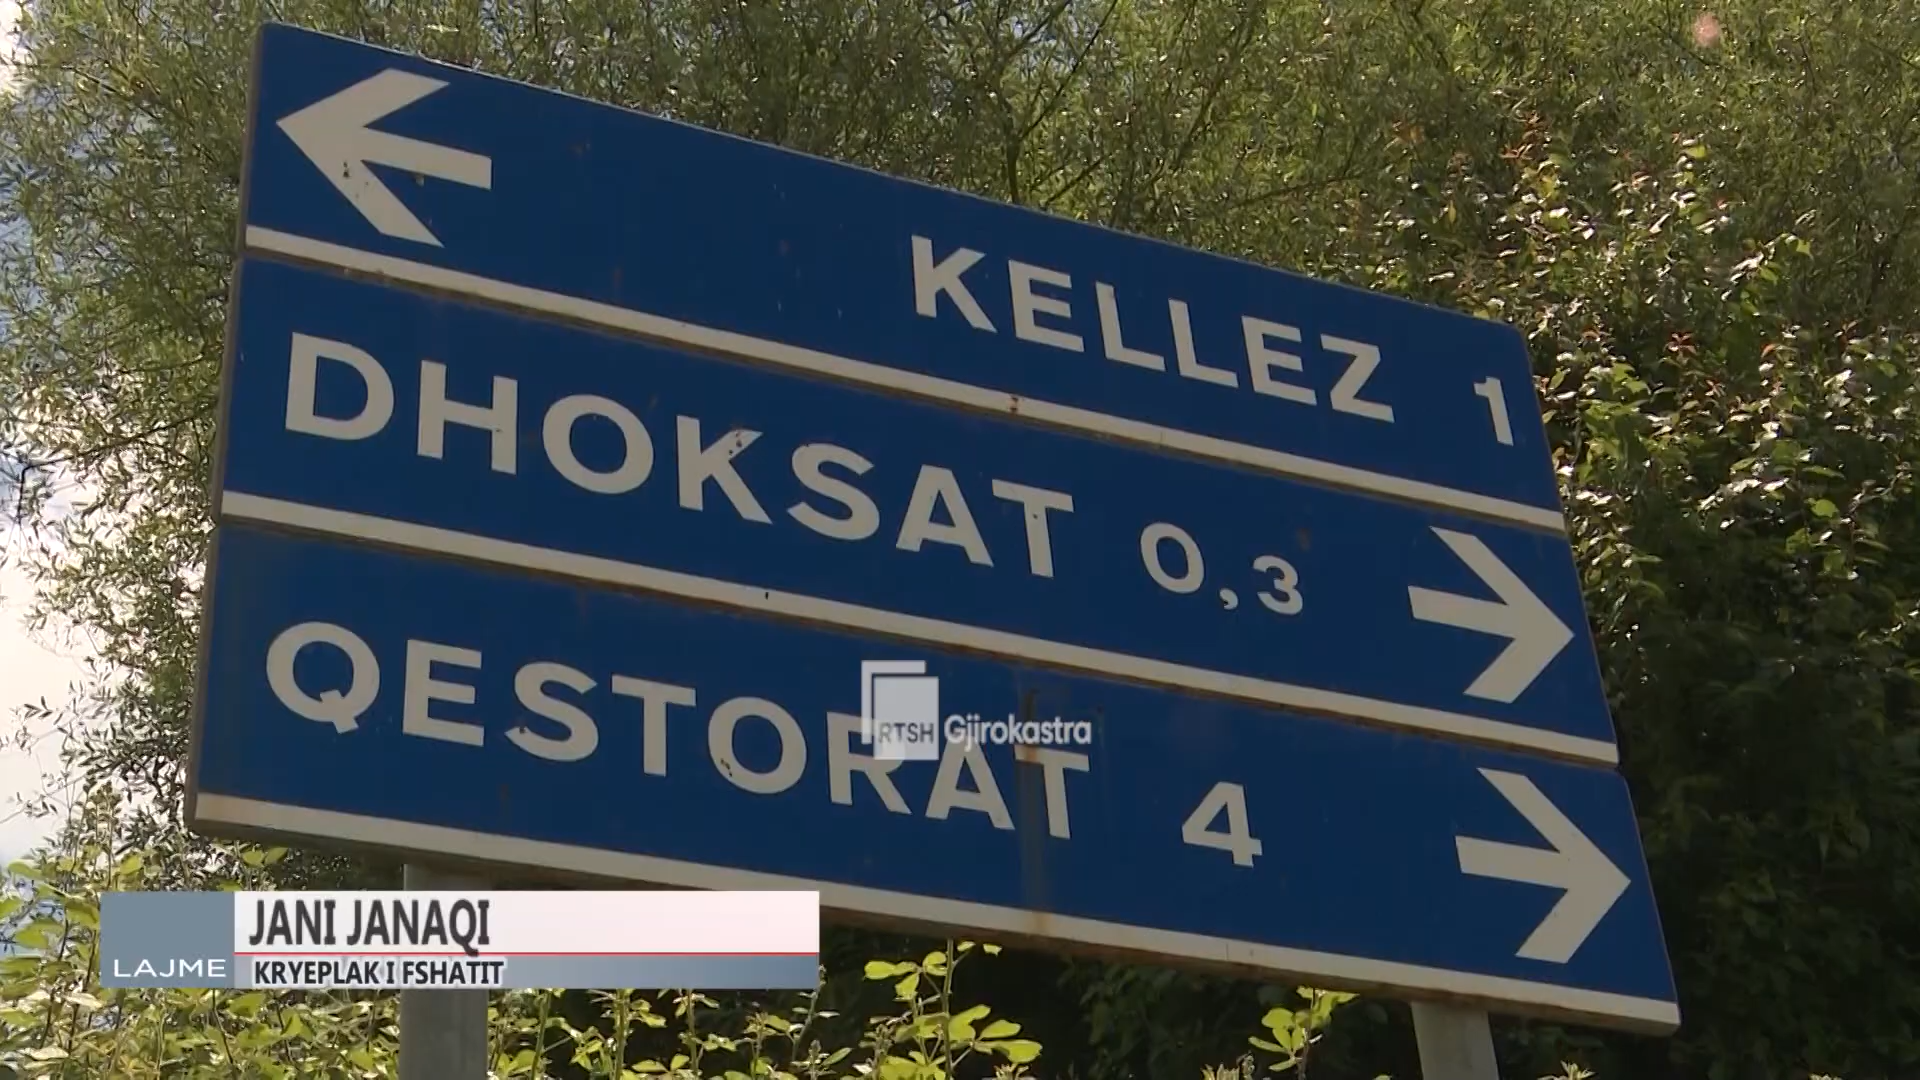 KELLEZ 1
DHOKSAT 0,3
QESTORAT 4
RTSH Gjirokastra
JANI JANAQI
LAJME
KRYEPLAK I FSHATIT